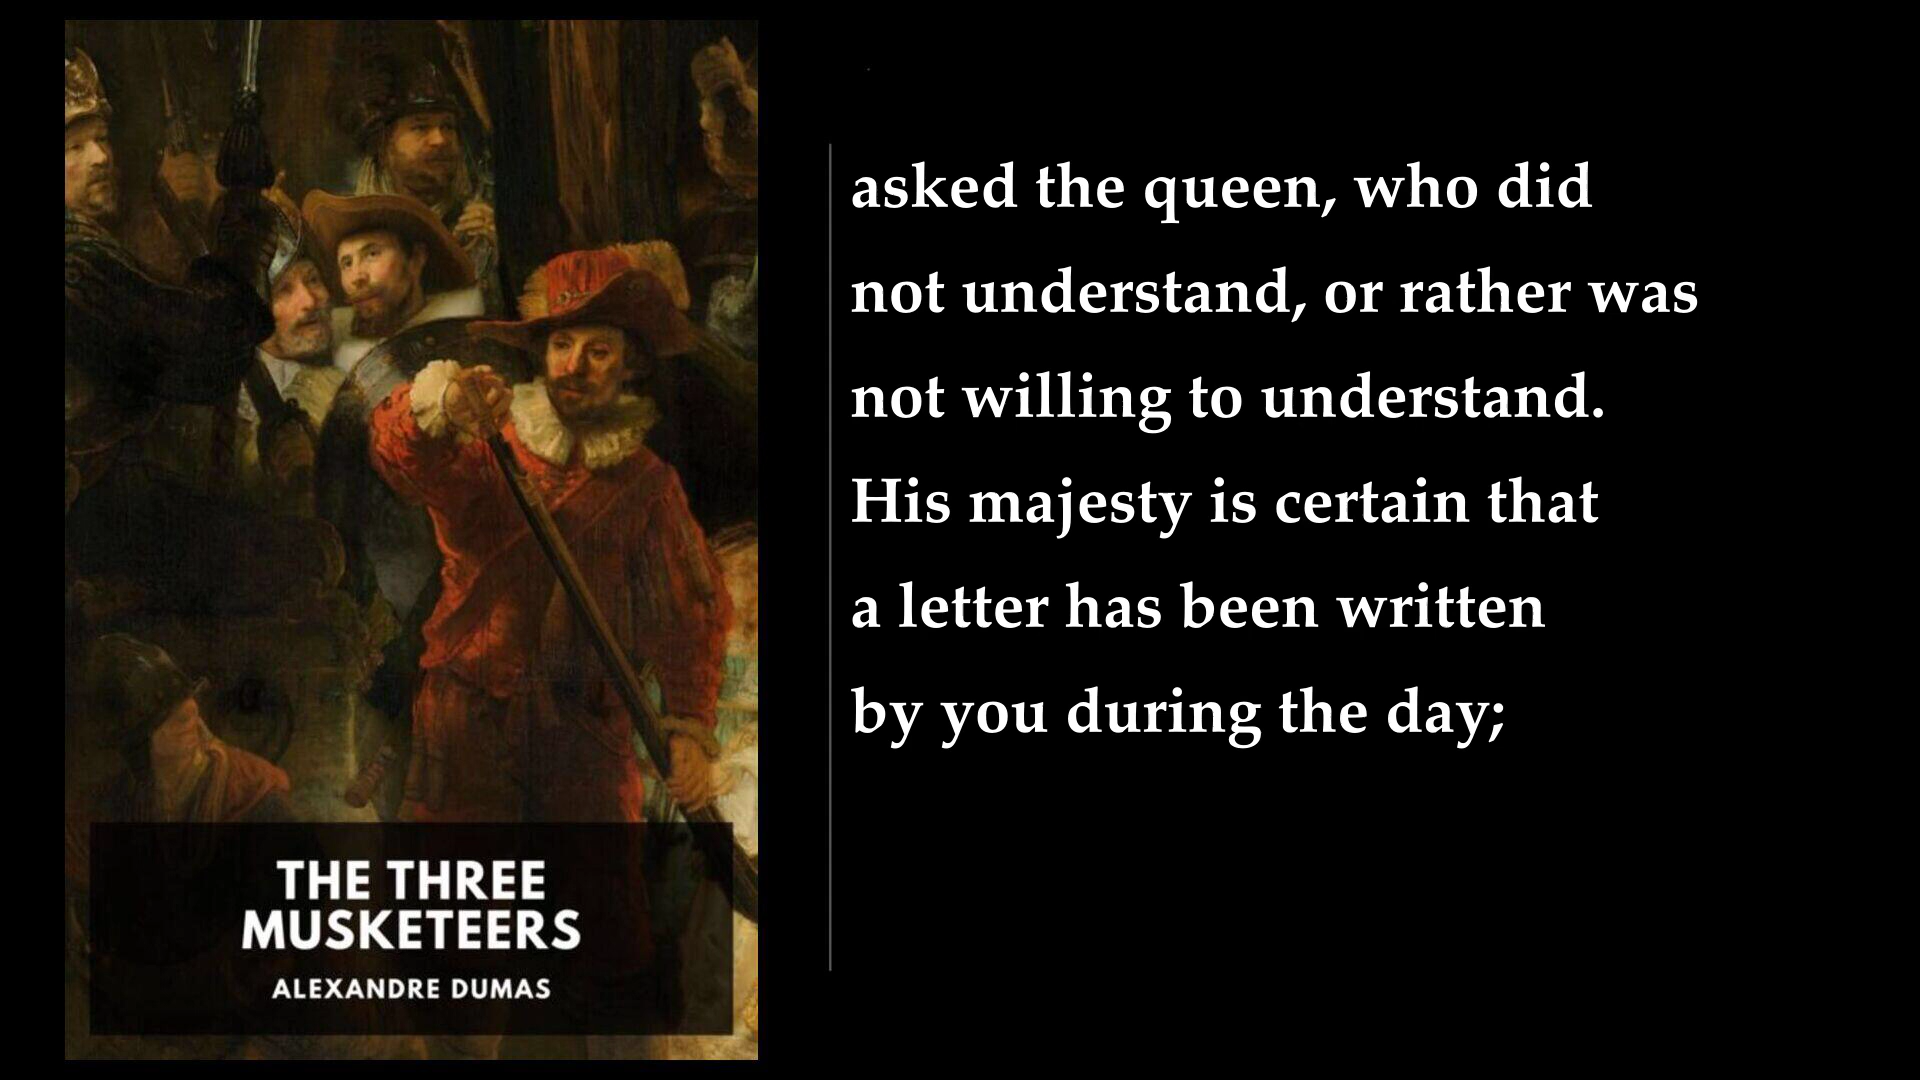 asked the queen, who did
not understand, or rather was
not willing to understand.
His majesty is certain that
a letter has been written
by you during the day;
THE THREE
MUSKETEERS
ALEXANDRE DUMAS